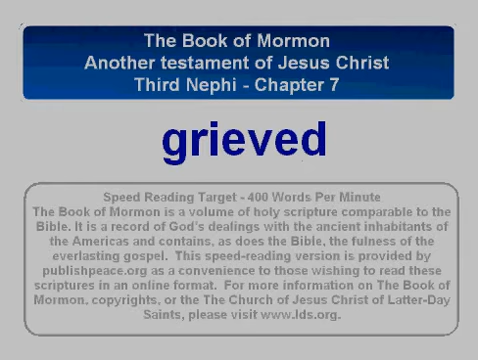 The Book of Mormon
Another testament of Jesus Christ
Third Nephi - Chapter 7
grieved
Speed Reading Target - 400 Words Per Minute
The Book of Mormon is a volume of holy scripture comparable to the
Bible. It is a record of God's dealings with the ancient inhabitants of
the Americas and contains, as does the Bible, the fulness of the
everlasting gospel.  This speed-reading version is provided by
publishpeace.org as a convenience to those wishing to read these
scriptures in an online format.  For more information on The Book of
Mormon, copyrights, or the The Church of Jesus Christ of Latter-Day
Saints, please visit www.lds.org.